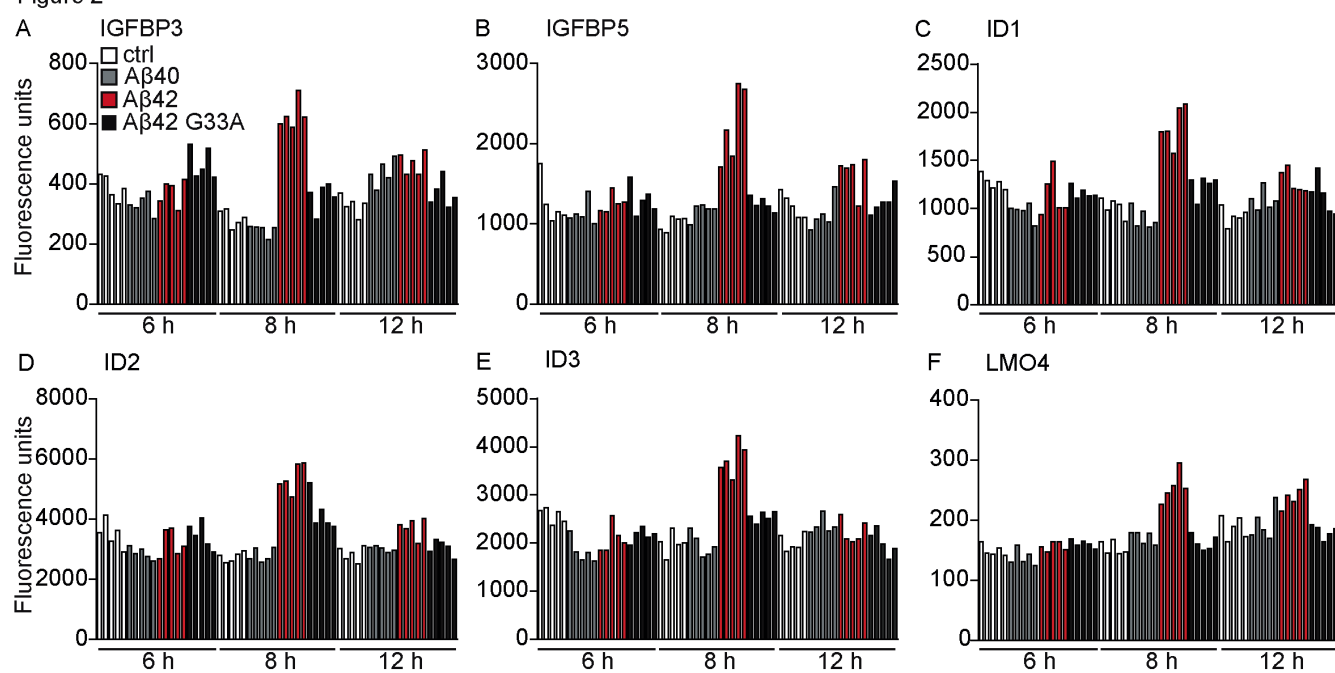 Figure 2
A IGFBP3
ctrl
Aβ40
Aβ42
Aβ42 G33A
Fluorescence units
800
600
400
200
0
6 h 8 h 12 h
B IGFBP5
3000
2000
1000
0
6 h 8 h 12 h
C ID1
2500
2000
1500
1000
500
0
6 h 8 h 12 h
D ID2
Fluorescence units
8000
6000
4000
2000
0
6 h 8 h 12 h
E ID3
5000
4000
3000
2000
1000
0
6 h 8 h 12 h
F LMO4
400
300
200
100
0
6 h 8 h 12 h